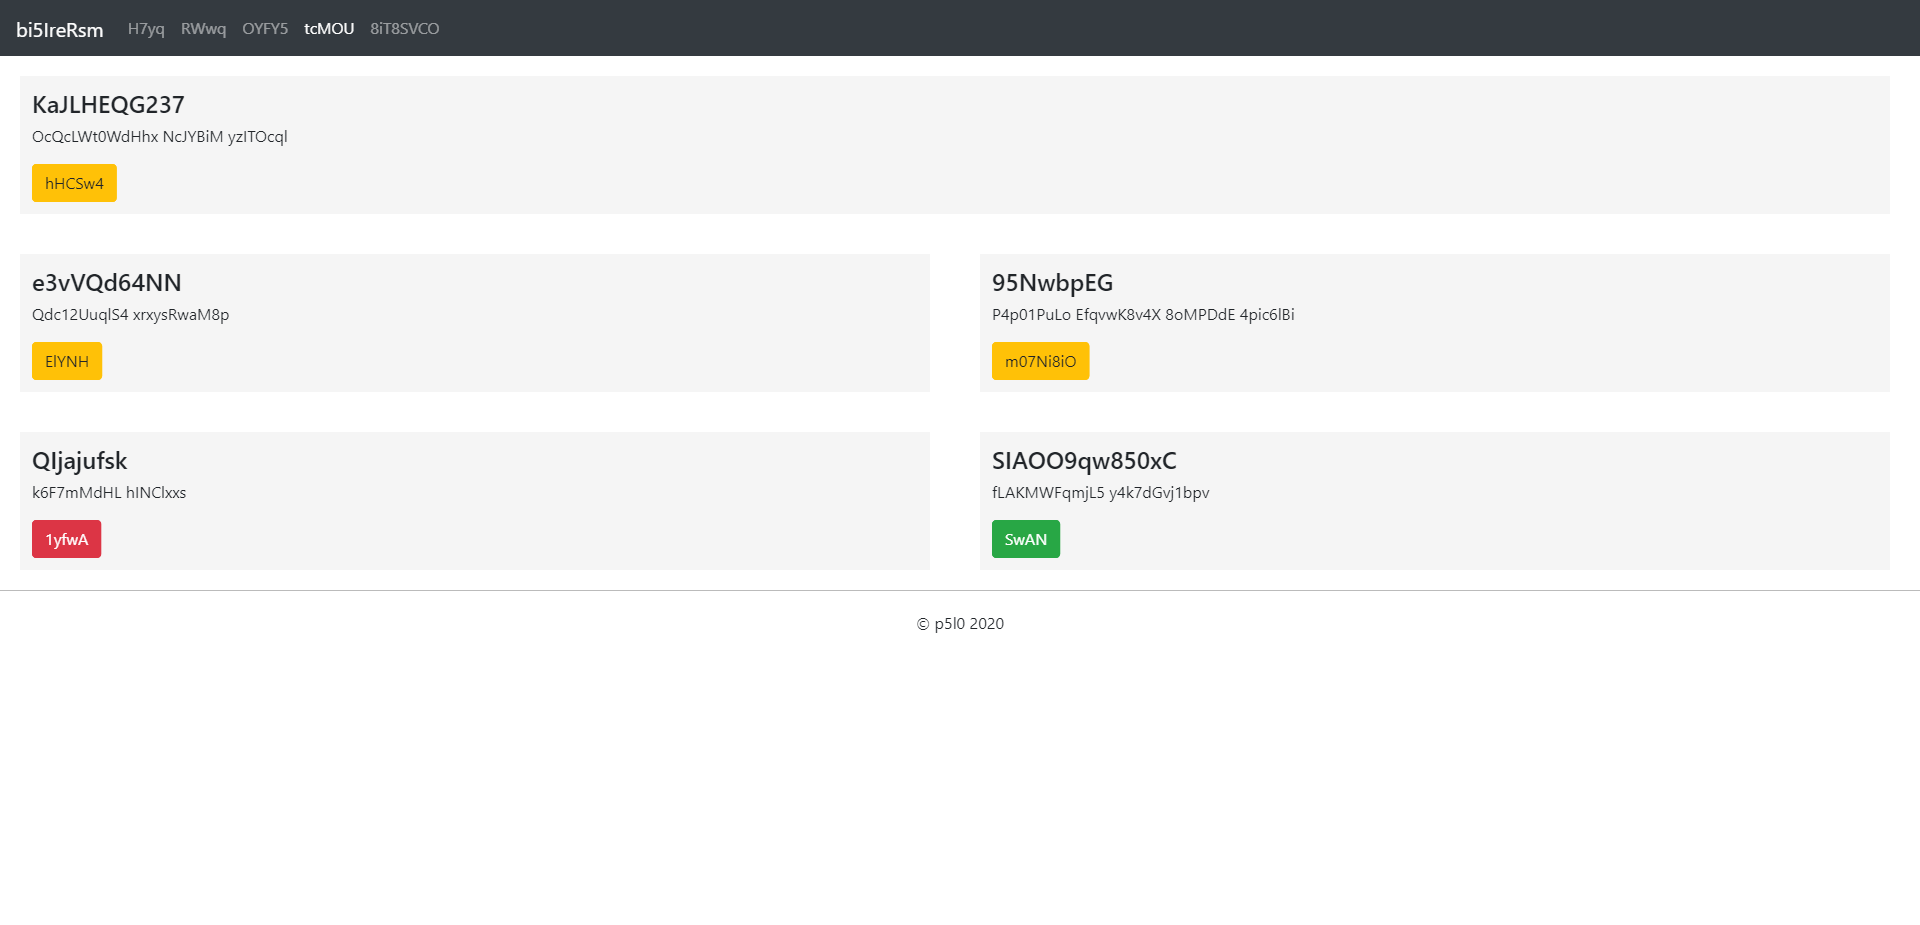 bi5IreRsm H7yq RWwq OYFY5 tcMOU 8iT8SVCO
KaJLHEQG237
OcQcLWt0WdHhx NcJYBiM yzITOcql
hHCSw4
e3vVQd64NN
Qdc12UuqlS4 xrxysRwaM8p
ElYNH
95NwbpEG
P4p01PuLo EfqvwK8v4X 8oMPDdE 4pic6lBi
m07Ni8iO
QIjajufsk
k6F7mMdHL hINClxxs
1yfwA
SIAOO9qw850xC
fLAKMWFqmjL5 y4k7dGvj1bpv
SwAN
© p5l0 2020